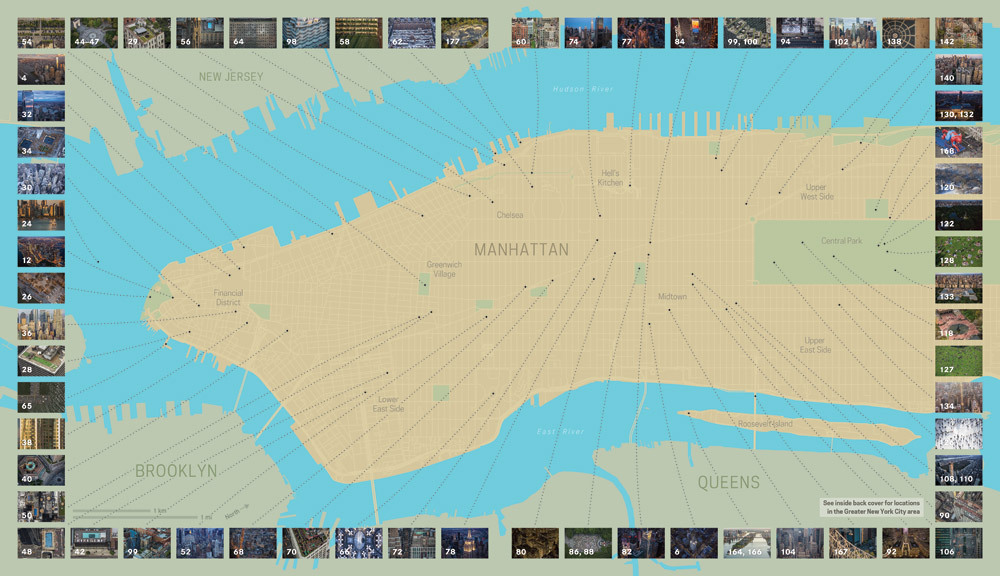 54
44–47
29
56
64
98
58
62
177
60
74
77
84
99, 100
94
102
138
142
4
NEW JERSEY
140
Hudson River
32
130, 132
34
168
30
Hell's
Kitchen
Upper
West Side
120
24
Chelsea
122
12
MANHATTAN
Central Park
128
Greenwich
Village
26
Financial
District
Midtown
133
36
118
28
Upper
East Side
127
65
Lower
East Side
134
38
East River
Roosevelt Island
40
BROOKLYN
QUEENS
108, 110
50
1 km
1 mi
North
See inside back cover for locations
in the Greater New York City area
90
48
42
99
52
68
70
66
72
78
80
86, 88
82
6
164, 166
104
167
92
106